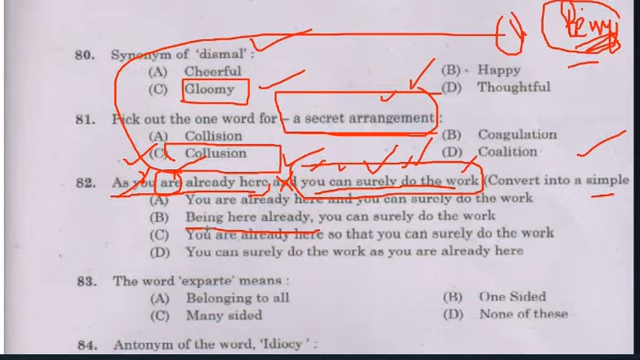 Being
80. Synonym of 'dismal' :
(A) Cheerful (B) Happy
(C) Gloomy (D) Thoughtful
81. Pick out the one word for – a secret arrangement :
(A) Collision (B) Coagulation
(C) Collusion (D) Coalition
82. As you are already here and you can surely do the work (Convert into a simple
(A) You are already here and you can surely do the work
(B) Being here already, you can surely do the work
(C) You are already here so that you can surely do the work
(D) You can surely do the work as you are already here
83. The word 'exparte' means :
(A) Belonging to all (B) One Sided
(C) Many sided (D) None of these
84. Antonym of the word, 'Idiocy' :